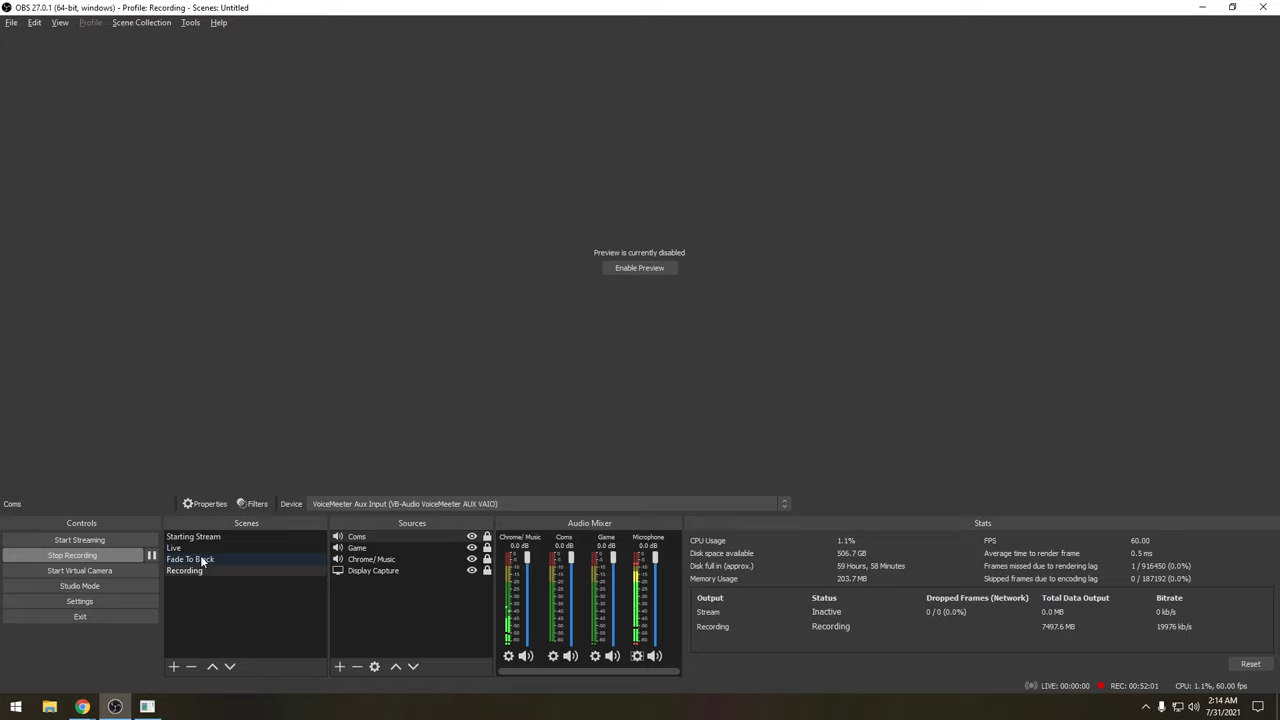 OBS 27.0.1 (64-bit, windows) - Profile: Recording - Scenes: Untitled
File Edit View Profile Scene Collection Tools Help
Preview is currently disabled
Enable Preview
Coms Properties Filters Device VoiceMeeter Aux Input (VB-Audio VoiceMeeter AUX VAIO)
Controls
Start Streaming
Stop Recording
Start Virtual Camera
Studio Mode
Settings
Exit
Scenes
Starting Stream
Live
Fade To Black
Recording
Sources
Coms
Game
Chrome/ Music
Display Capture
Audio Mixer
Chrome/ Music Coms Game Microphone
0.0 dB 0.0 dB 0.0 dB 0.0 dB
Stats
CPU Usage 1.1% FPS 60.00
Disk space available 506.7 GB Average time to render frame 0.5 ms
Disk full in (approx.) 59 Hours, 58 Minutes Frames missed due to rendering lag 1 / 916450 (0.0%)
Memory Usage 203.7 MB Skipped frames due to encoding lag 0 / 187192 (0.0%)
Output Status Dropped Frames (Network) Total Data Output Bitrate
Stream Inactive 0 / 0 (0.0%) 0.0 MB 0 kb/s
Recording Recording 7497.6 MB 19976 kb/s
Reset
LIVE: 00:00:00 REC: 00:52:01 CPU: 1.1%, 60.00 fps
2:14 AM
7/31/2021